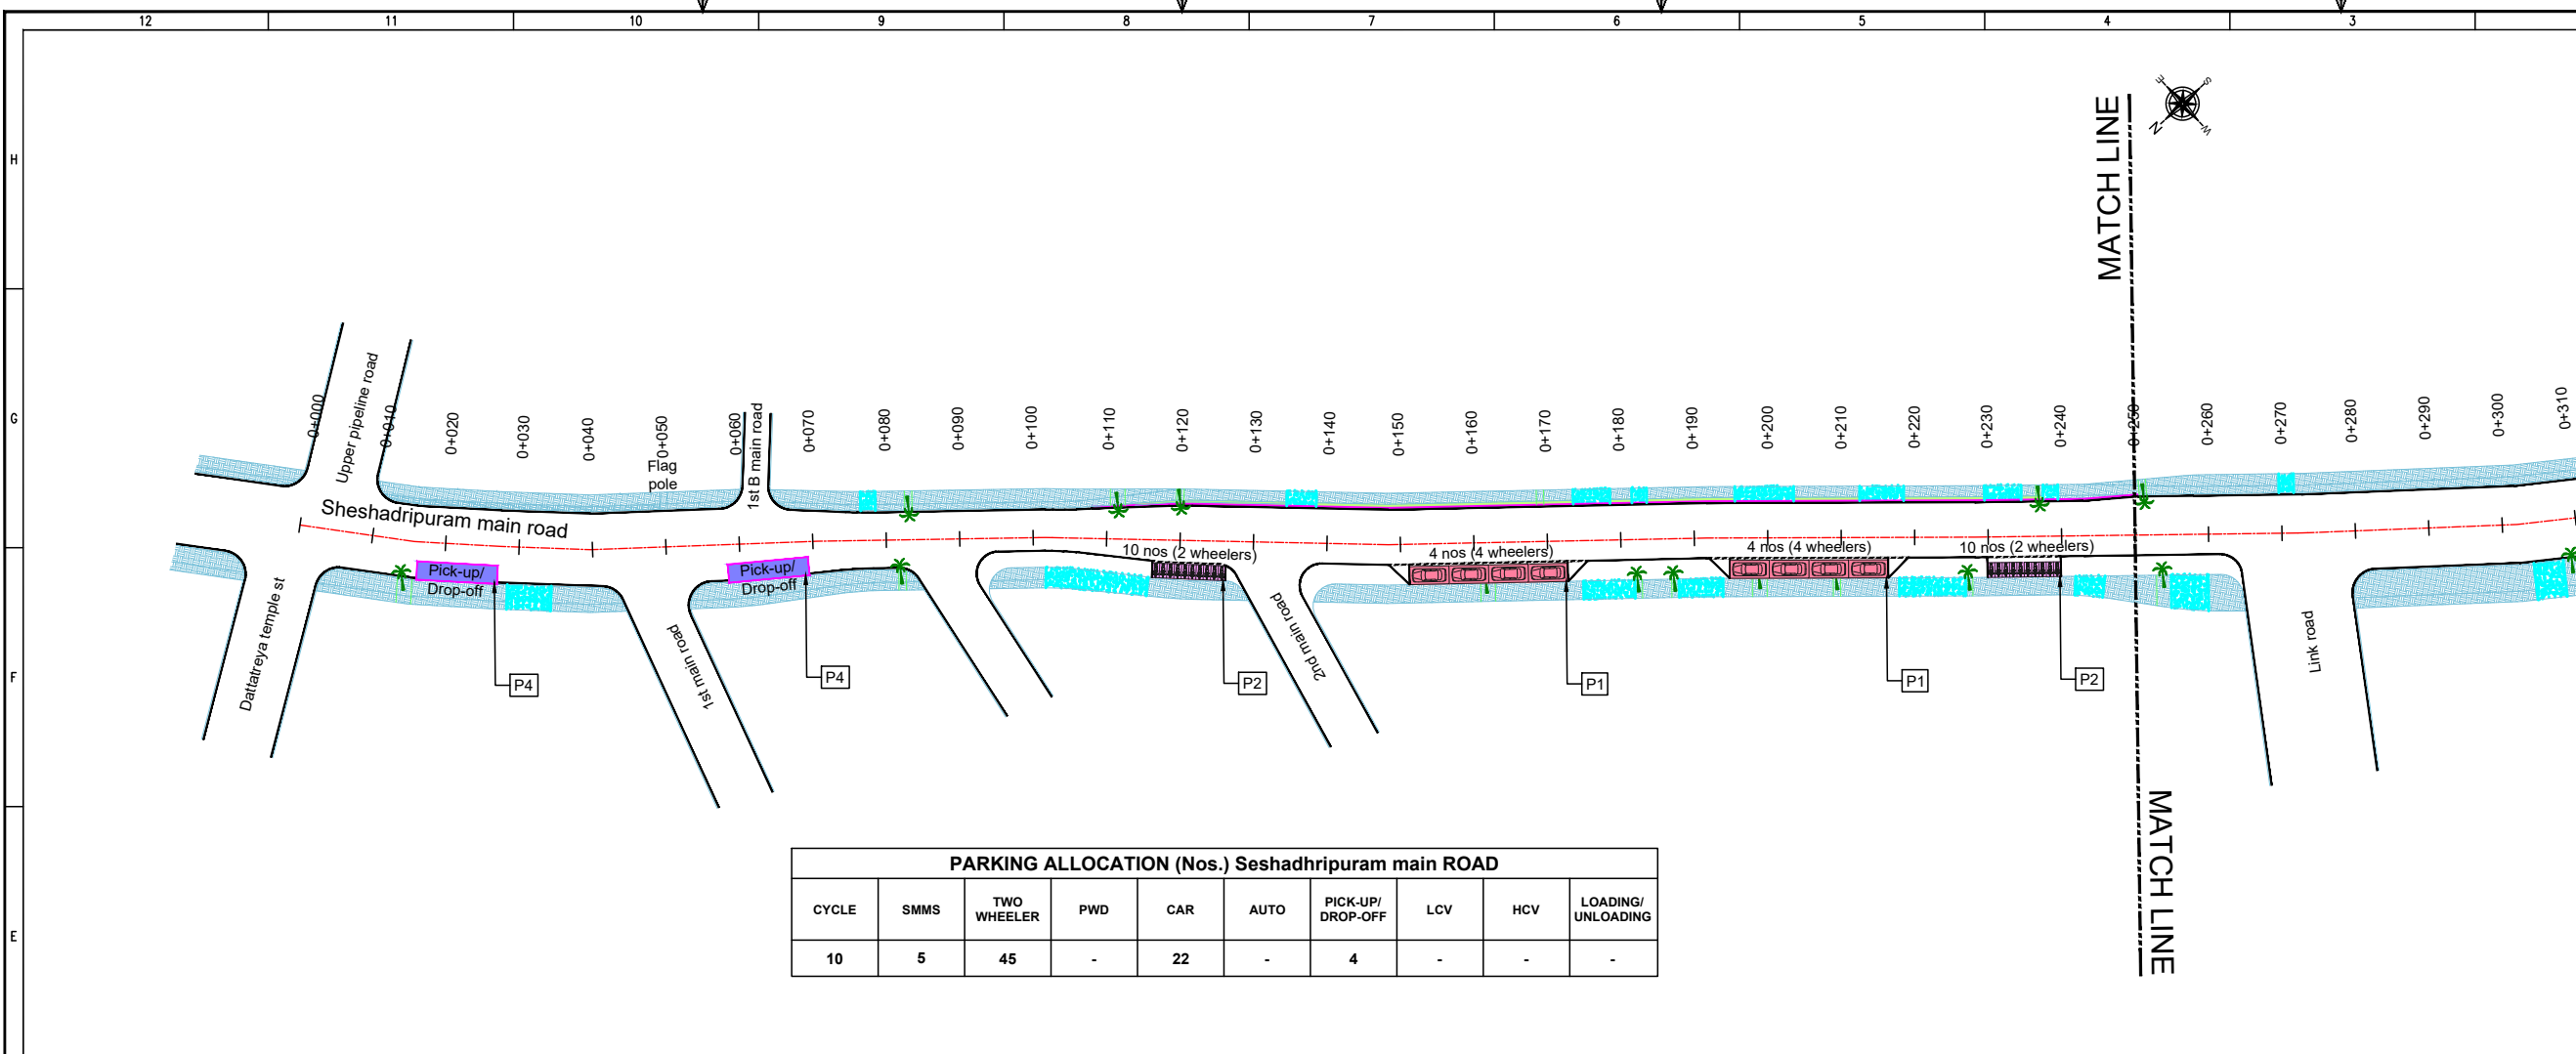 12
11
10
9
8
7
6
5
4
3
H
G
F
E
MATCH LINE
E
S
N
W
0+000
Upper pipeline road
0+010
0+020
0+030
0+040
0+050
0+060
1st B main road
0+070
0+080
0+090
0+100
0+110
0+120
0+130
0+140
0+150
0+160
0+170
0+180
0+190
0+200
0+210
0+220
0+230
0+240
0+250
0+260
0+270
0+280
0+290
0+300
0+310
Flag
pole
Sheshadripuram main road
10 nos (2 wheelers)
4 nos (4 wheelers)
4 nos (4 wheelers)
10 nos (2 wheelers)
Pick-up/
Drop-off
Pick-up/
Drop-off
Dattatreya temple st
1st main road
2nd main road
Link road
P4
P4
P2
P1
P1
P2
MATCH LINE
PARKING ALLOCATION (Nos.) Seshadhripuram main ROAD
CYCLE SMMS TWO WHEELER PWD CAR AUTO PICK-UP/ DROP-OFF LCV HCV LOADING/ UNLOADING
10 5 45 - 22 - 4 - - -